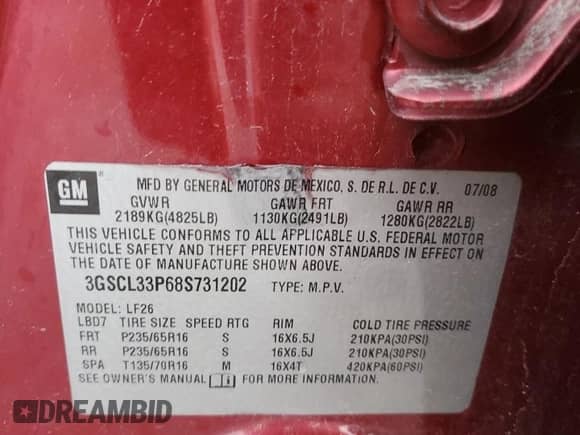 GM ®
MFD BY GENERAL MOTORS DE MEXICO, S. DE R.L. DE C.V. 07/08
GVWR GAWR FRT GAWR RR
2189KG(4825LB) 1130KG(2491LB) 1280KG(2822LB)
THIS VEHICLE CONFORMS TO ALL APPLICABLE U.S. FEDERAL MOTOR
VEHICLE SAFETY AND THEFT PREVENTION STANDARDS IN EFFECT ON
THE DATE OF MANUFACTURE SHOWN ABOVE.
3GSCL33P68S731202 TYPE: M.P.V.
MODEL: LF26
LBD7 TIRE SIZE SPEED RTG RIM COLD TIRE PRESSURE
FRT P235/65R16 S 16X6.5J 210KPA(30PSI)
RR P235/65R16 S 16X6.5J 210KPA(30PSI)
SPA T135/70R16 M 16X4T 420KPA(60PSI)
SEE OWNER'S MANUAL FOR MORE INFORMATION.
DREAMBID